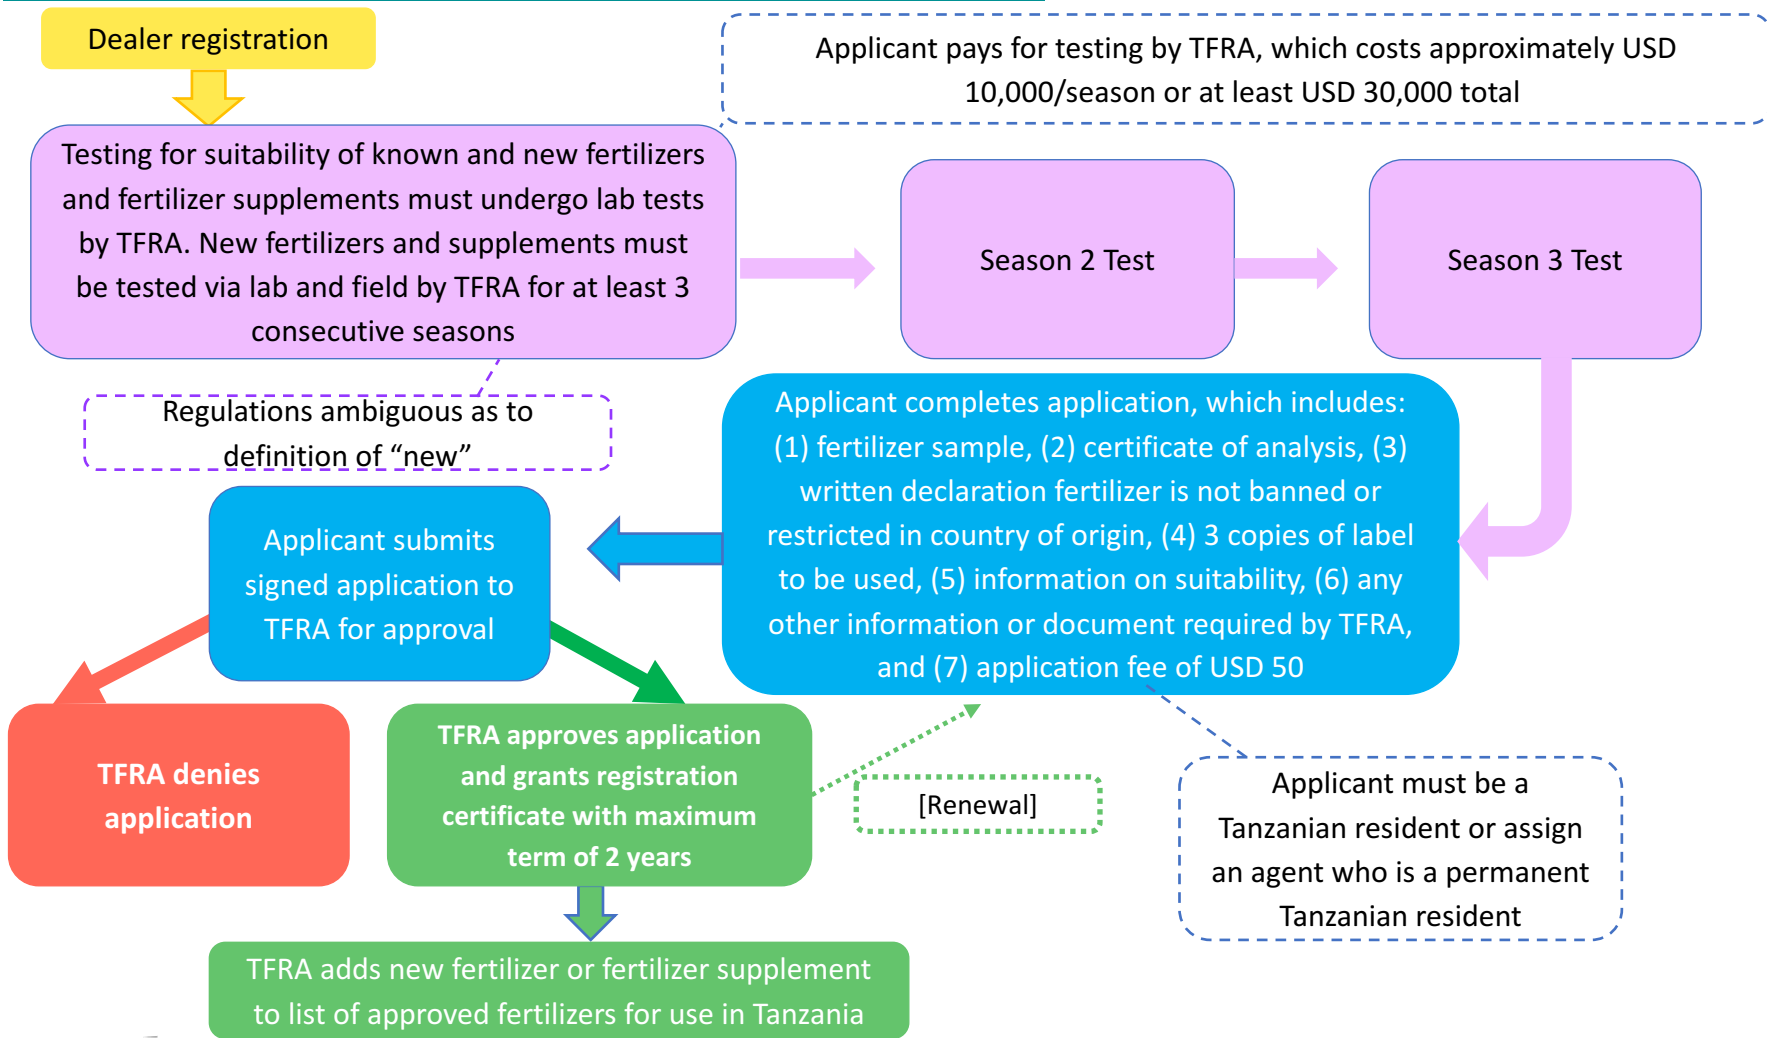 Dealer registration
Applicant pays for testing by TFRA, which costs approximately USD
10,000/season or at least USD 30,000 total
Testing for suitability of known and new fertilizers
and fertilizer supplements must undergo lab tests
by TFRA. New fertilizers and supplements must
be tested via lab and field by TFRA for at least 3
consecutive seasons
Season 2 Test
Season 3 Test
Regulations ambiguous as to
definition of “new”
Applicant completes application, which includes:
(1) fertilizer sample, (2) certificate of analysis, (3)
written declaration fertilizer is not banned or
restricted in country of origin, (4) 3 copies of label
to be used, (5) information on suitability, (6) any
other information or document required by TFRA,
and (7) application fee of USD 50
Applicant submits
signed application to
TFRA for approval
TFRA denies
application
TFRA approves application
and grants registration
certificate with maximum
term of 2 years
[Renewal]
Applicant must be a
Tanzanian resident or assign
an agent who is a permanent
Tanzanian resident
TFRA adds new fertilizer or fertilizer supplement
to list of approved fertilizers for use in Tanzania